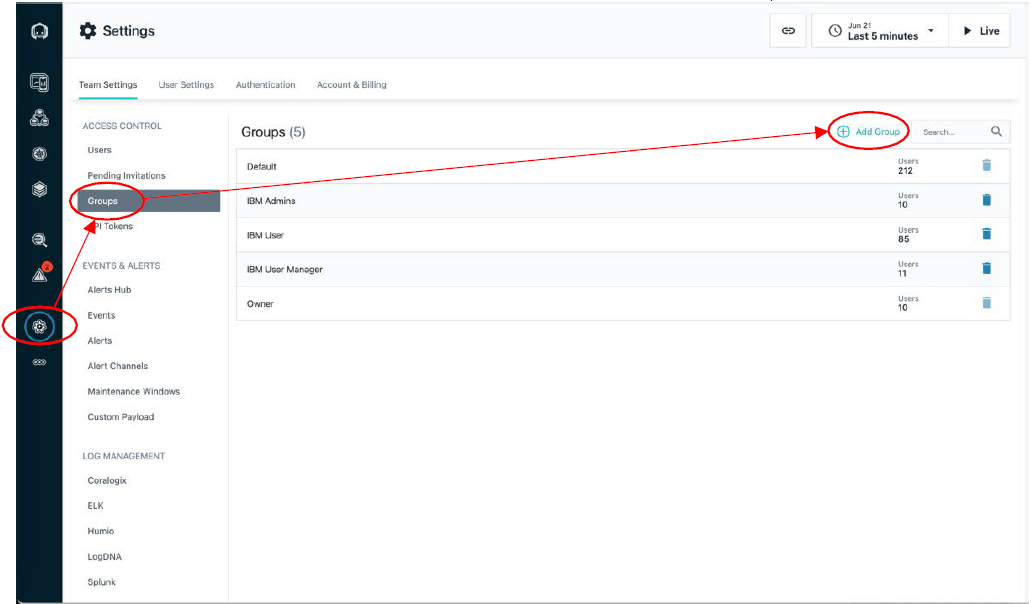 Settings
Jun 21
Last 5 minutes
Live
Team Settings
User Settings
Authentication
Account & Billing
ACCESS CONTROL
Users
Pending Invitations
Groups
PI Tokens
EVENTS & ALERTS
Alerts Hub
Events
Alerts
Alert Channels
Maintenance Windows
Custom Payload
LOG MANAGEMENT
Coralogix
ELK
Humio
LogDNA
Splunk
2
Groups (5)
Add Group
Search...
Default
Users
212
IBM Admins
Users
10
IBM User
Users
85
IBM User Manager
Users
11
Owner
Users
10